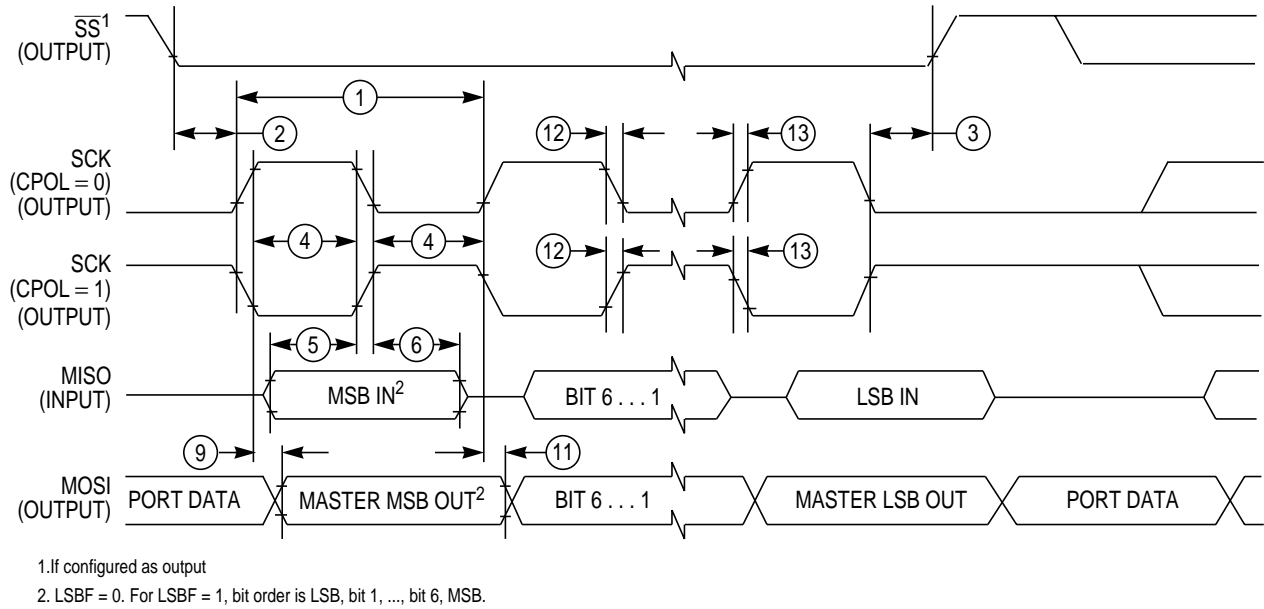 SS1
(OUTPUT)
1
2
12
13
3
SCK
(CPOL = 0)
(OUTPUT)
4
4
SCK
(CPOL = 1)
(OUTPUT)
12
13
5
6
MISO
(INPUT)
MSB IN2
BIT 6 . . . 1
LSB IN
9
11
MOSI
(OUTPUT)
PORT DATA
MASTER MSB OUT2
BIT 6 . . . 1
MASTER LSB OUT
PORT DATA
1.If configured as output
2. LSBF = 0. For LSBF = 1, bit order is LSB, bit 1, ..., bit 6, MSB.